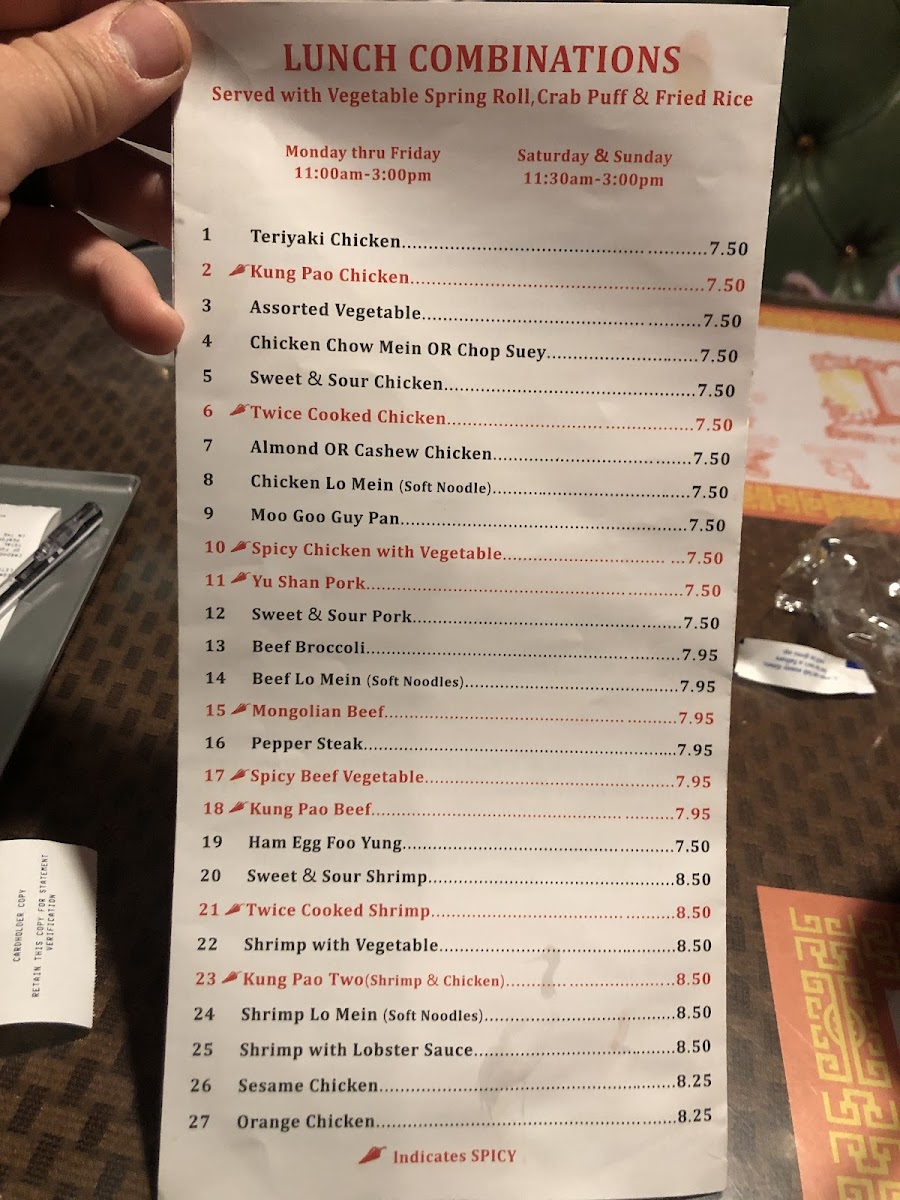 LUNCH COMBINATIONS
Served with Vegetable Spring Roll,Crab Puff & Fried Rice
Monday thru Friday
11:00am-3:00pm
Saturday & Sunday
11:30am-3:00pm
1 Teriyaki Chicken 7.50
2 Kung Pao Chicken 7.50
3 Assorted Vegetable 7.50
4 Chicken Chow Mein OR Chop Suey 7.50
5 Sweet & Sour Chicken 7.50
6 Twice Cooked Chicken 7.50
7 Almond OR Cashew Chicken 7.50
8 Chicken Lo Mein (Soft Noodle) 7.50
9 Moo Goo Guy Pan 7.50
10 Spicy Chicken with Vegetable 7.50
11 Yu Shan Pork 7.50
12 Sweet & Sour Pork 7.50
13 Beef Broccoli 7.95
14 Beef Lo Mein (Soft Noodles) 7.95
15 Mongolian Beef 7.95
16 Pepper Steak 7.95
17 Spicy Beef Vegetable 7.95
18 Kung Pao Beef 7.95
19 Ham Egg Foo Yung 7.50
20 Sweet & Sour Shrimp 8.50
21 Twice Cooked Shrimp 8.50
22 Shrimp with Vegetable 8.50
23 Kung Pao Two(Shrimp & Chicken) 8.50
24 Shrimp Lo Mein (Soft Noodles) 8.50
25 Shrimp with Lobster Sauce 8.50
26 Sesame Chicken 8.25
27 Orange Chicken 8.25
Indicates SPICY
CARDHOLDER COPY
RETAIN THIS COPY FOR STATEMENT
VERIFICATION